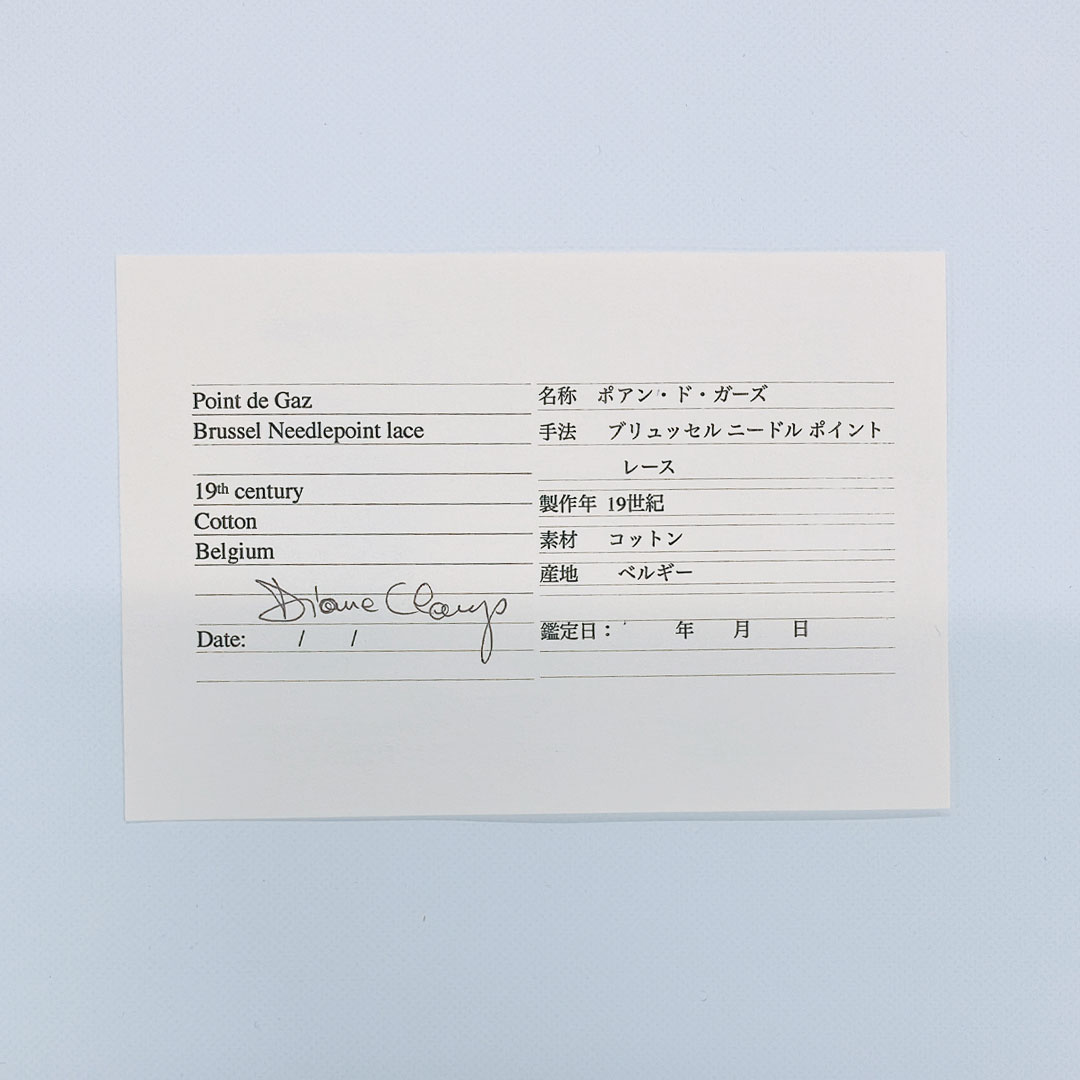 Point de Gaz
Brussel Needlepoint lace
19th century
Cotton
Belgium
Diane Claeys
Date: / /
名称 ポアン・ド・ガーズ
手法 ブリュッセル ニードル ポイント
レース
製作年 19世紀
素材 コットン
産地 ベルギー
鑑定日： 年 月 日